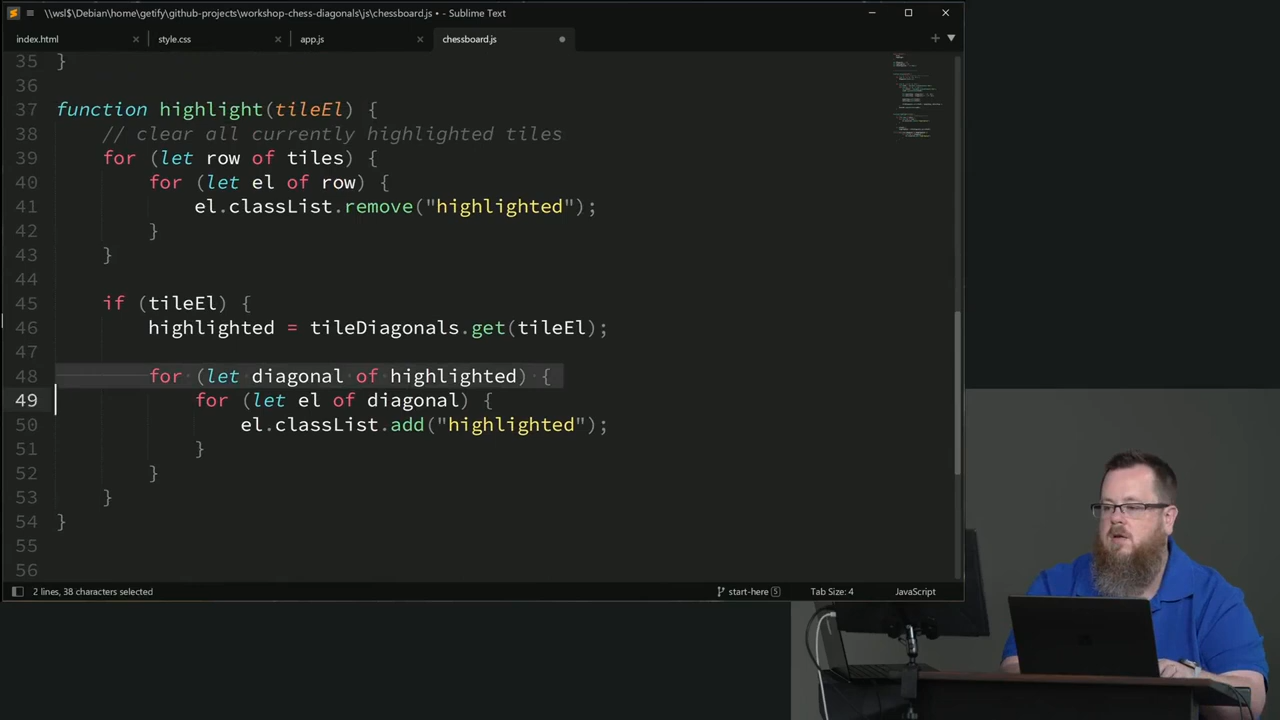 \\wsl$\Debian\home\getify\github-projects\workshop-chess-diagonals\js\chessboard.js • - Sublime Text
index.html
style.css
app.js
chessboard.js
35 }
36
37 function highlight(tileEl) {
38 // clear all currently highlighted tiles
39 for (let row of tiles) {
40 for (let el of row) {
41 el.classList.remove("highlighted");
42 }
43 }
44
45 if (tileEl) {
46 highlighted = tileDiagonals.get(tileEl);
47
48 for (let diagonal of highlighted) {
49 for (let el of diagonal) {
50 el.classList.add("highlighted");
51 }
52 }
53 }
54 }
55
56
2 lines, 38 characters selected
start-here 5
Tab Size: 4
JavaScript